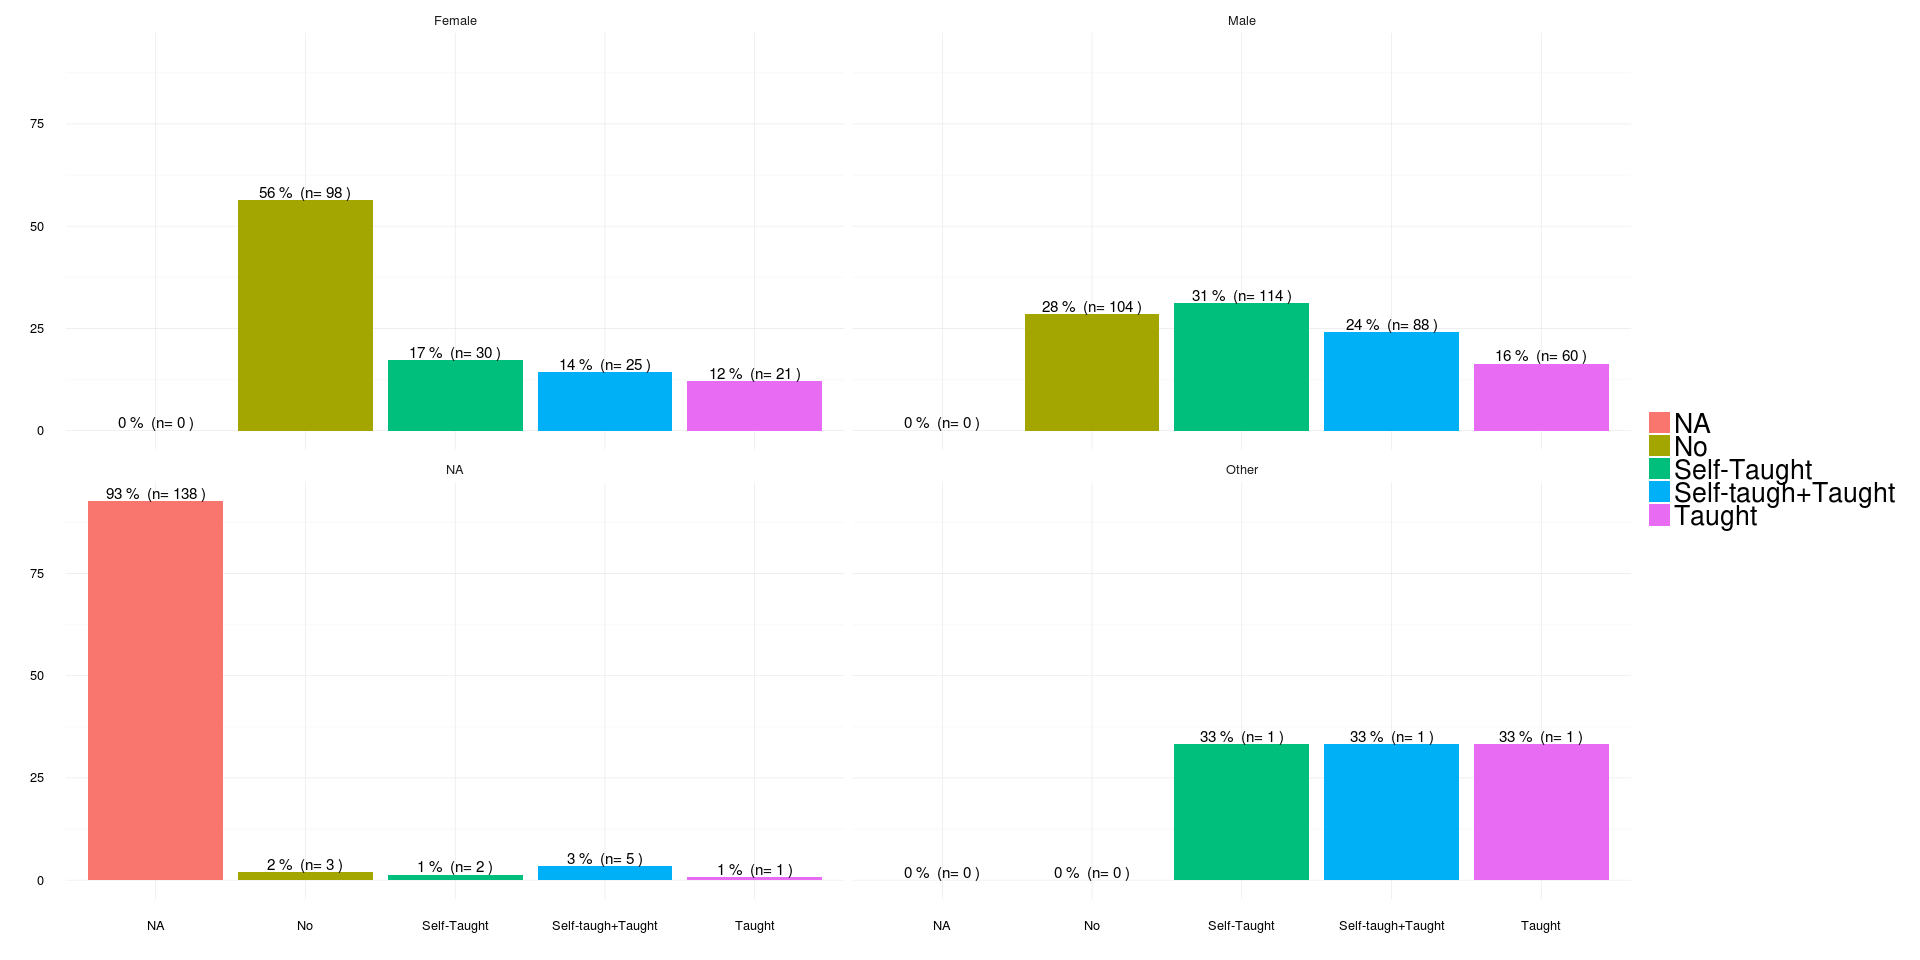 Female
Male
75
50
25
0
0 %  (n= 0 )
56 %  (n= 98 )
17 %  (n= 30 )
14 %  (n= 25 )
12 %  (n= 21 )
0 %  (n= 0 )
28 %  (n= 104 )
31 %  (n= 114 )
24 %  (n= 88 )
16 %  (n= 60 )
NA
Other
75
50
25
0
93 %  (n= 138 )
2 %  (n= 3 )
1 %  (n= 2 )
3 %  (n= 5 )
1 %  (n= 1 )
0 %  (n= 0 )
0 %  (n= 0 )
33 %  (n= 1 )
33 %  (n= 1 )
33 %  (n= 1 )
NA
No
Self-Taught
Self-taugh+Taught
Taught
NA
No
Self-Taught
Self-taugh+Taught
Taught
NA
No
Self-Taught
Self-taugh+Taught
Taught